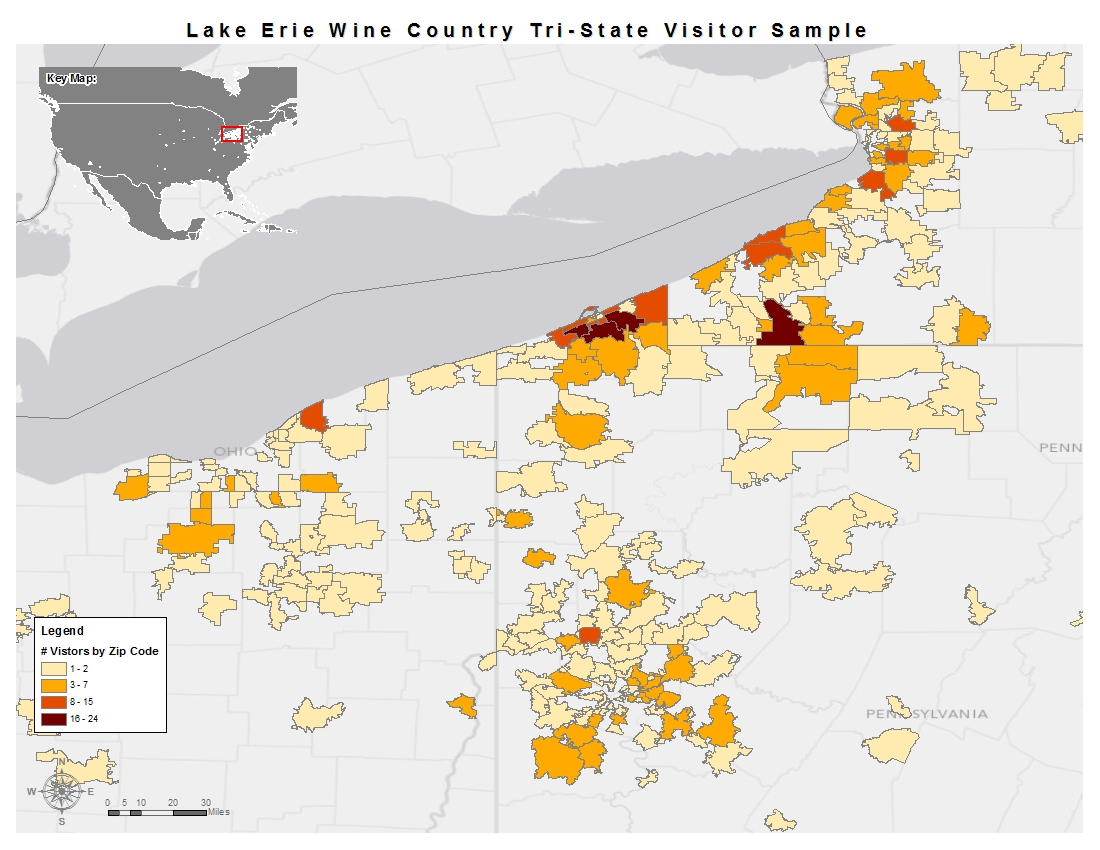 Lake Erie Wine Country Tri-State Visitor Sample
Key Map:
OHIO
PENN
PENNSYLVANIA
Legend
# Vistors by Zip Code
1 - 2
3 - 7
8 - 15
16 - 24
N
W E
S
0 5 10 20 30
Miles